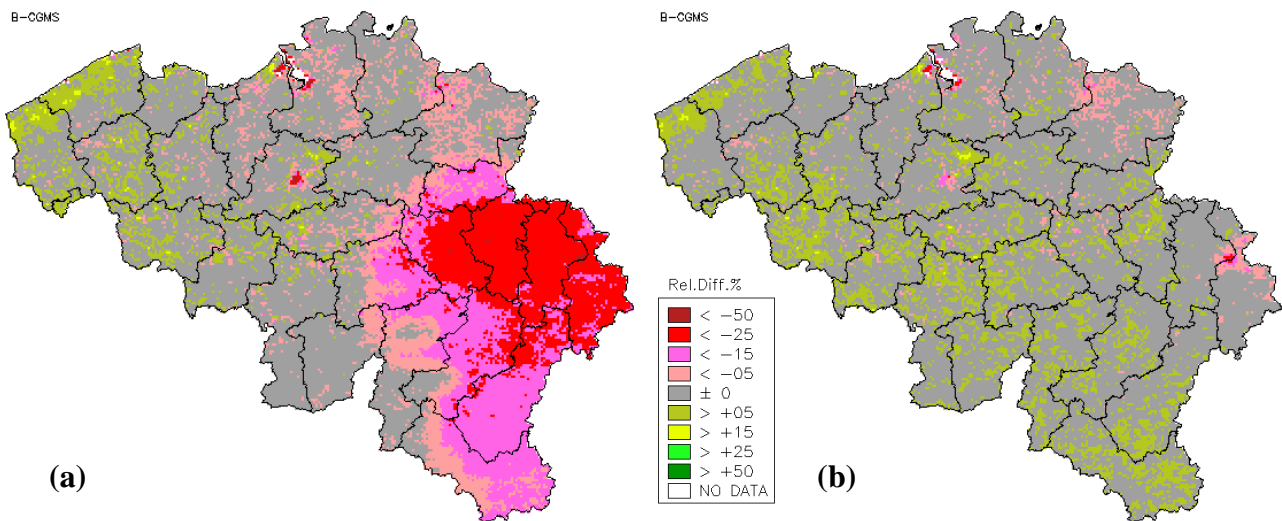 B-CGMS
B-CGMS
Rel.Diff.%
< -50
< -25
< -15
< -05
± 0
> +05
> +15
> +25
> +50
NO DATA
(a)
(b)